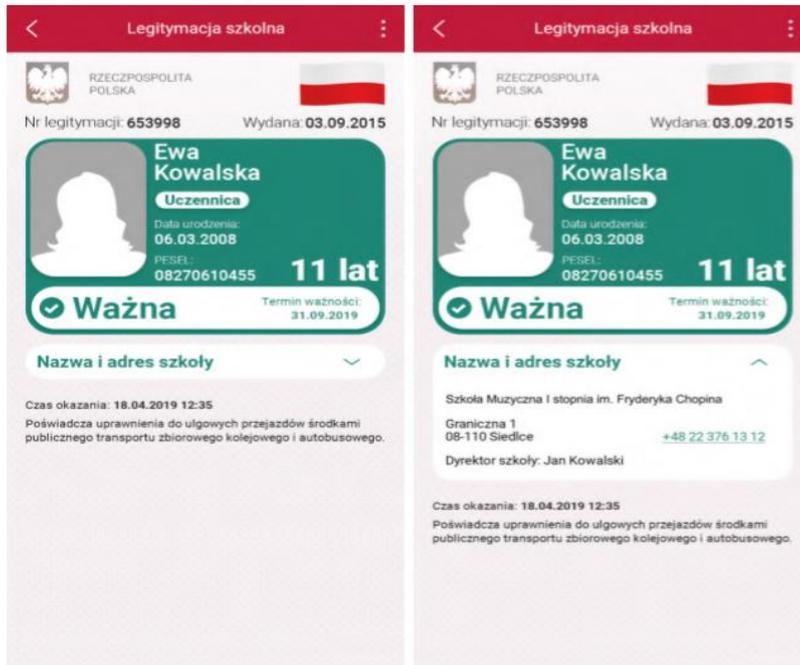 Legitymacja szkolna
RZECZPOSPOLITA
POLSKA
Nr legitymacji: 653998 Wydana: 03.09.2015
Ewa
Kowalska
Uczennica
Data urodzenia:
06.03.2008
PESEL:
08270610455 11 lat
Ważna
Termin ważności:
31.09.2019
Nazwa i adres szkoły
Czas okazania: 18.04.2019 12:35
Poświadcza uprawnienia do ulgowych przejazdów środkami
publicznego transportu zbiorowego kolejowego i autobusowego.
Legitymacja szkolna
RZECZPOSPOLITA
POLSKA
Nr legitymacji: 653998 Wydana: 03.09.2015
Ewa
Kowalska
Uczennica
Data urodzenia:
06.03.2008
PESEL:
08270610455 11 lat
Ważna
Termin ważności:
31.09.2019
Nazwa i adres szkoły
Szkoła Muzyczna I stopnia im. Fryderyka Chopina
Graniczna 1
08-110 Siedlce +48 22 376 13 12
Dyrektor szkoły: Jan Kowalski
Czas okazania: 18.04.2019 12:35
Poświadcza uprawnienia do ulgowych przejazdów środkami
publicznego transportu zbiorowego kolejowego i autobusowego.